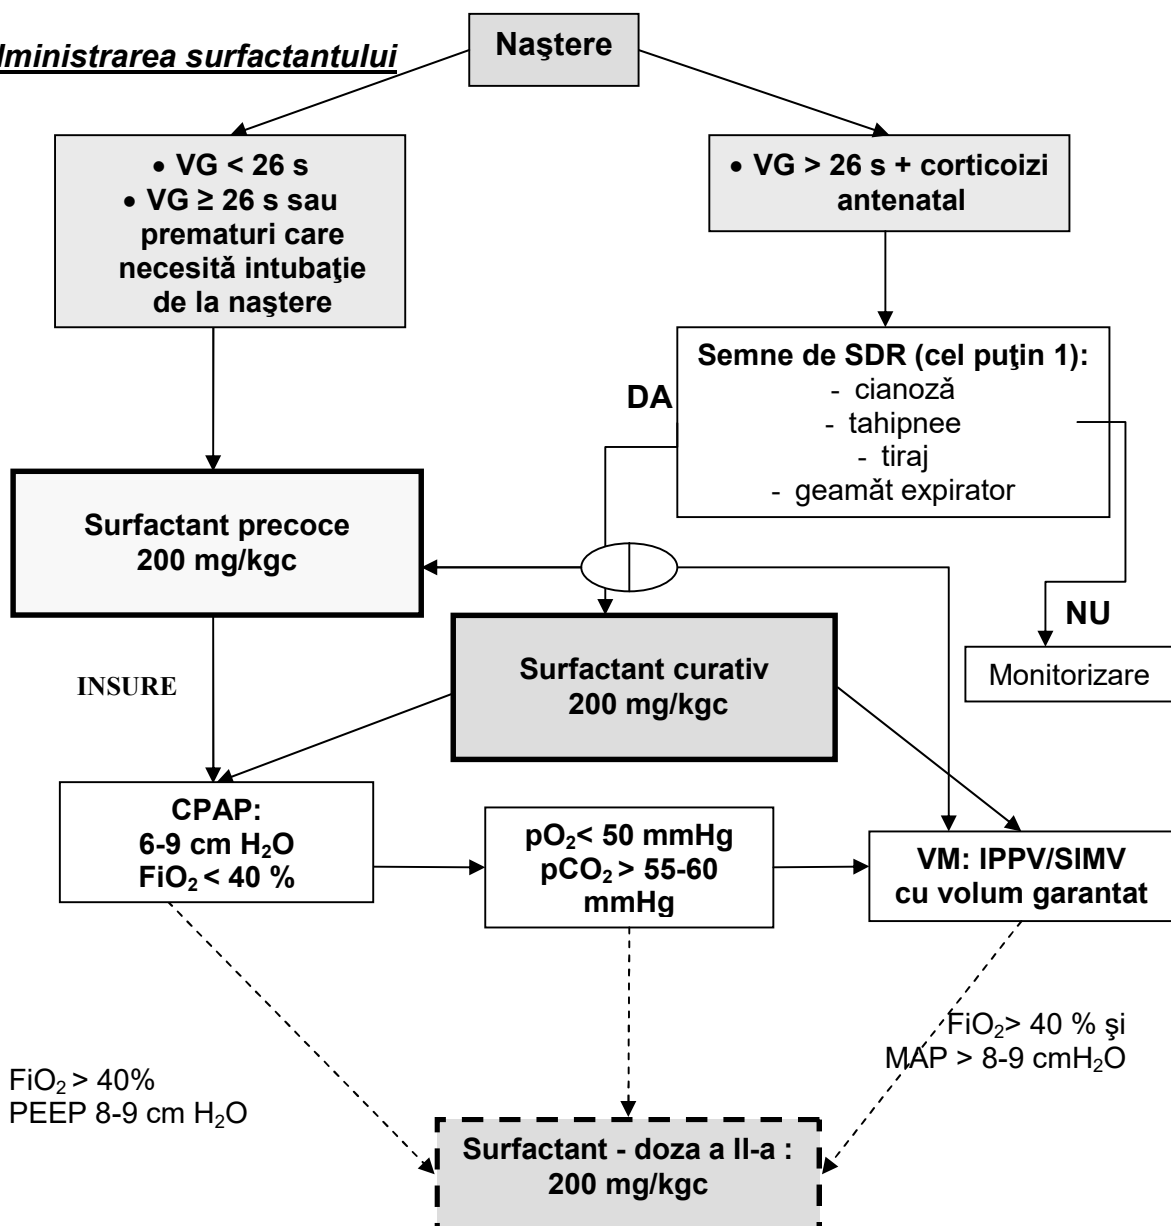 dministrarea surfactantului
Naştere
• VG < 26 s
• VG ≥ 26 s sau
prematuri care
necesită intubaţie
de la naştere
• VG > 26 s + corticoizi
antenatal
Semne de SDR (cel puţin 1):
- cianoză
- tahipnee
- tiraj
- geamăt expirator
DA
Surfactant precoce
200 mg/kgc
NU
Monitorizare
Surfactant curativ
200 mg/kgc
INSURE
CPAP:
6-9 cm H₂O
FiO₂ < 40 %
pO₂< 50 mmHg
pCO₂ > 55-60
mmHg
VM: IPPV/SIMV
cu volum garantat
FiO₂> 40 % şi
MAP > 8-9 cmH₂O
FiO₂ > 40%
PEEP 8-9 cm H₂O
Surfactant - doza a II-a :
200 mg/kgc